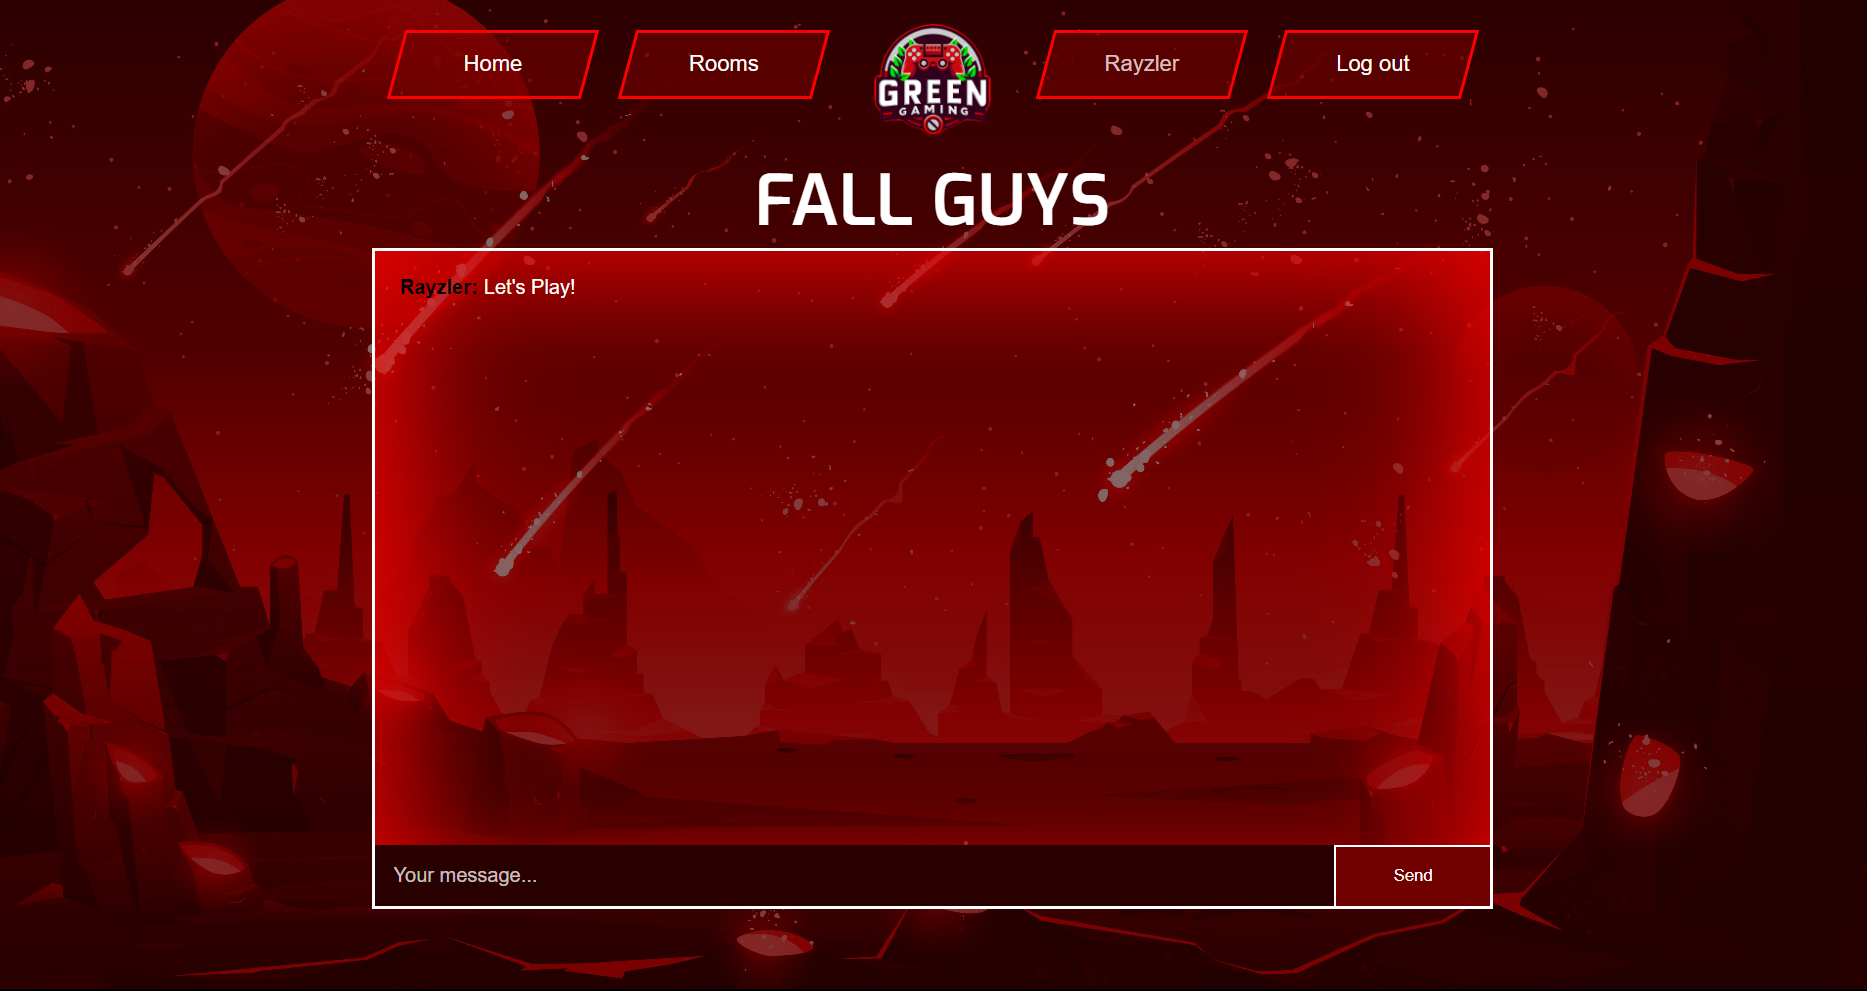 Home
Rooms
GREEN
GAMING
Rayzler
Log out
FALL GUYS
Rayzler: Let's Play!
Your message...
Send